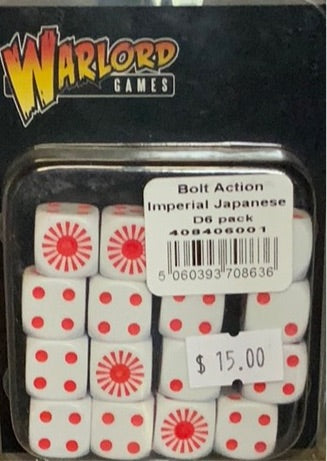 WARLORD
GAMES
Bolt Action
Imperial Japanese
D6 pack
408406001
5 060393 708636
$ 15.00